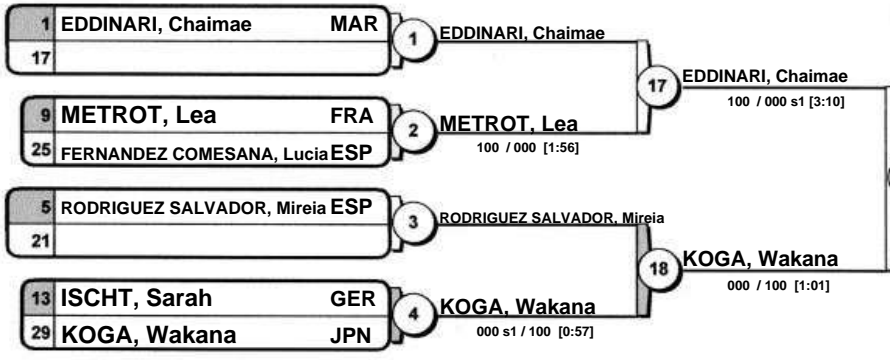 1 EDDINARI, Chaimae MAR
17
1
EDDINARI, Chaimae
9 METROT, Lea FRA
25 FERNANDEZ COMESANA, Lucia ESP
2
METROT, Lea
100 / 000 [1:56]
17
EDDINARI, Chaimae
100 / 000 s1 [3:10]
5 RODRIGUEZ SALVADOR, Mireia ESP
21
3
RODRIGUEZ SALVADOR, Mireia
13 ISCHT, Sarah GER
29 KOGA, Wakana JPN
4
KOGA, Wakana
000 s1 / 100 [0:57]
18
KOGA, Wakana
000 / 100 [1:01]